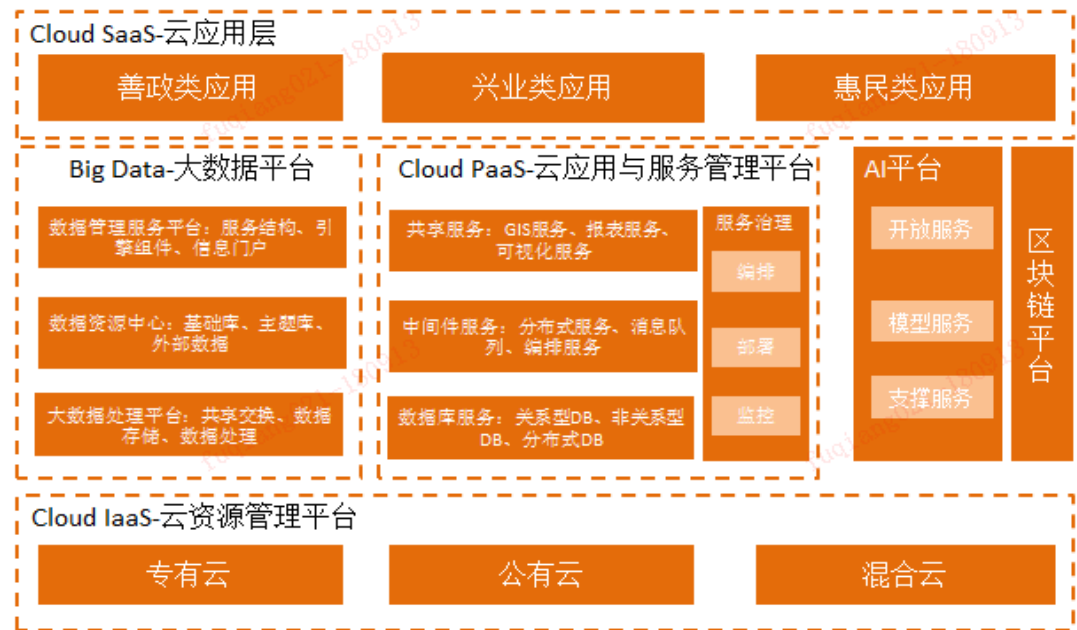 Cloud SaaS-云应用层
善政类应用
兴业类应用
惠民类应用
Big Data-大数据平台
数据管理服务平台：服务结构、引
擎组件、信息门户
数据资源中心：基础库、主题库、
外部数据
大数据处理平台：共享交换、数据
存储、数据处理
Cloud PaaS-云应用与服务管理平台
共享服务：GIS服务、报表服务、
可视化服务
中间件服务：分布式服务、消息队
列、编排服务
数据库服务：关系型DB、非关系型
DB、分布式DB
服务治理
编排
部署
监控
AI平台
开放服务
模型服务
支撑服务
区块链平台
Cloud IaaS-云资源管理平台
专有云
公有云
混合云
fuqiang021-180913
fuqiang021-180913
fuqiang021-180913
fuqiang021-180913